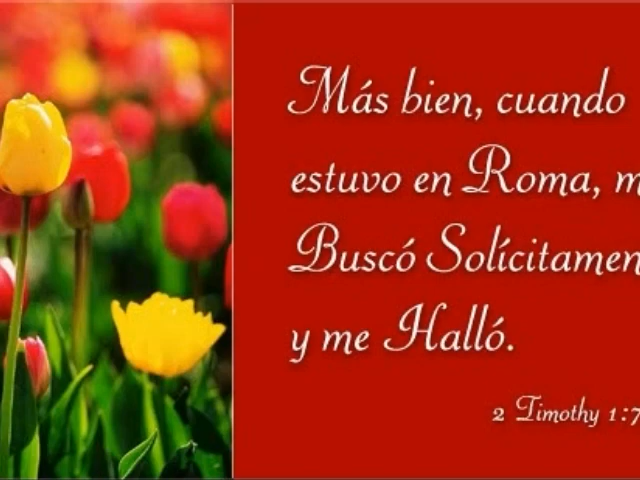 Más bien, cuando
estuvo en Roma, m
Buscó Solícitamen
y me Halló.
2 Timothy 1:7